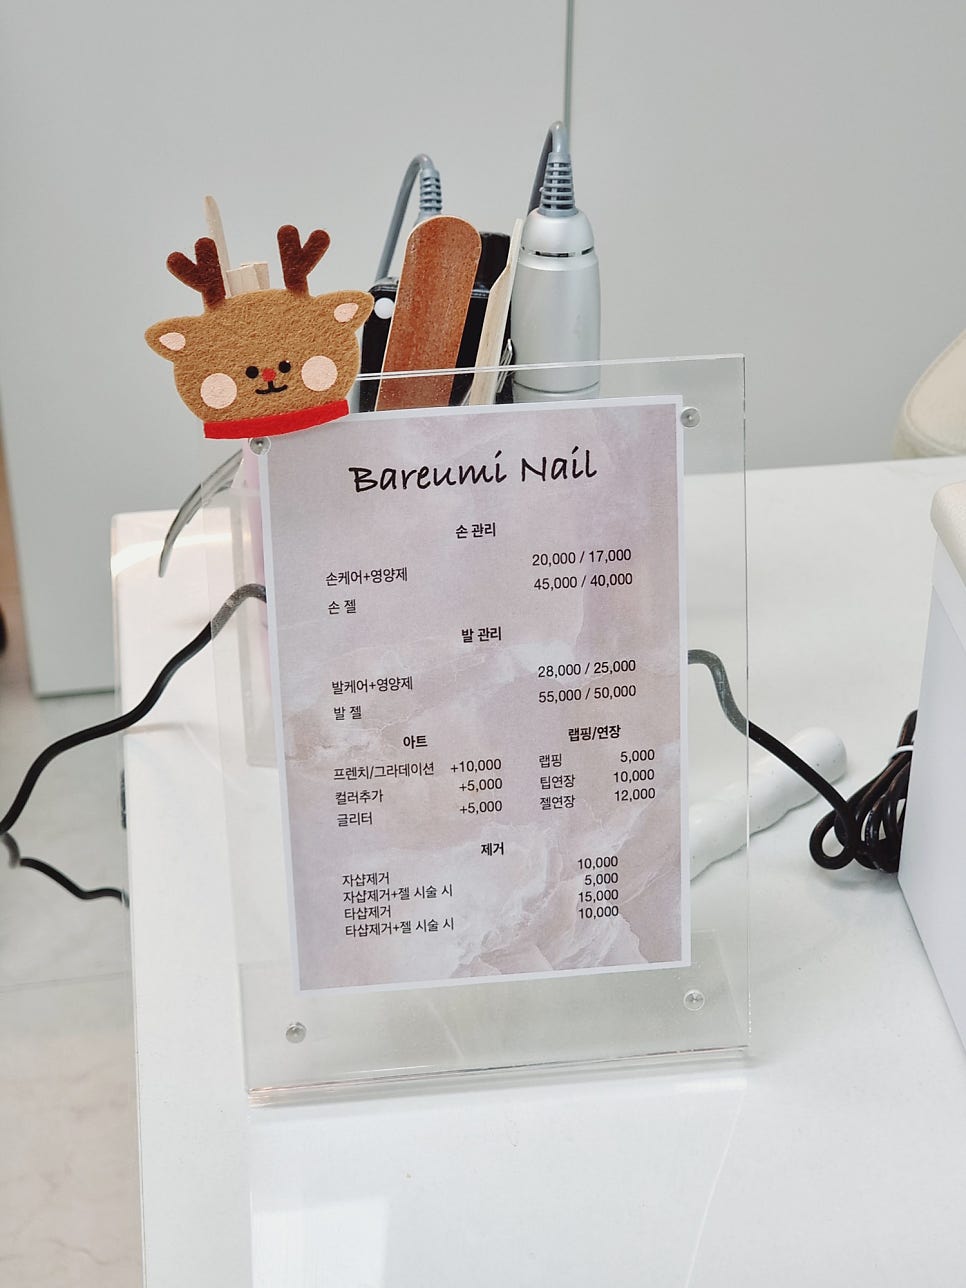 Bareumi Nail
손 관리
손케어+영양제 20,000 / 17,000
손 젤 45,000 / 40,000
발 관리
발케어+영양제 28,000 / 25,000
발 젤 55,000 / 50,000
아트
프렌치/그라데이션 +10,000
컬러추가 +5,000
글리터 +5,000
랩핑/연장
랩핑 5,000
팁연장 10,000
젤연장 12,000
제거
자샵제거 10,000
자샵제거+젤 시술 시 5,000
타샵제거 15,000
타샵제거+젤 시술 시 10,000